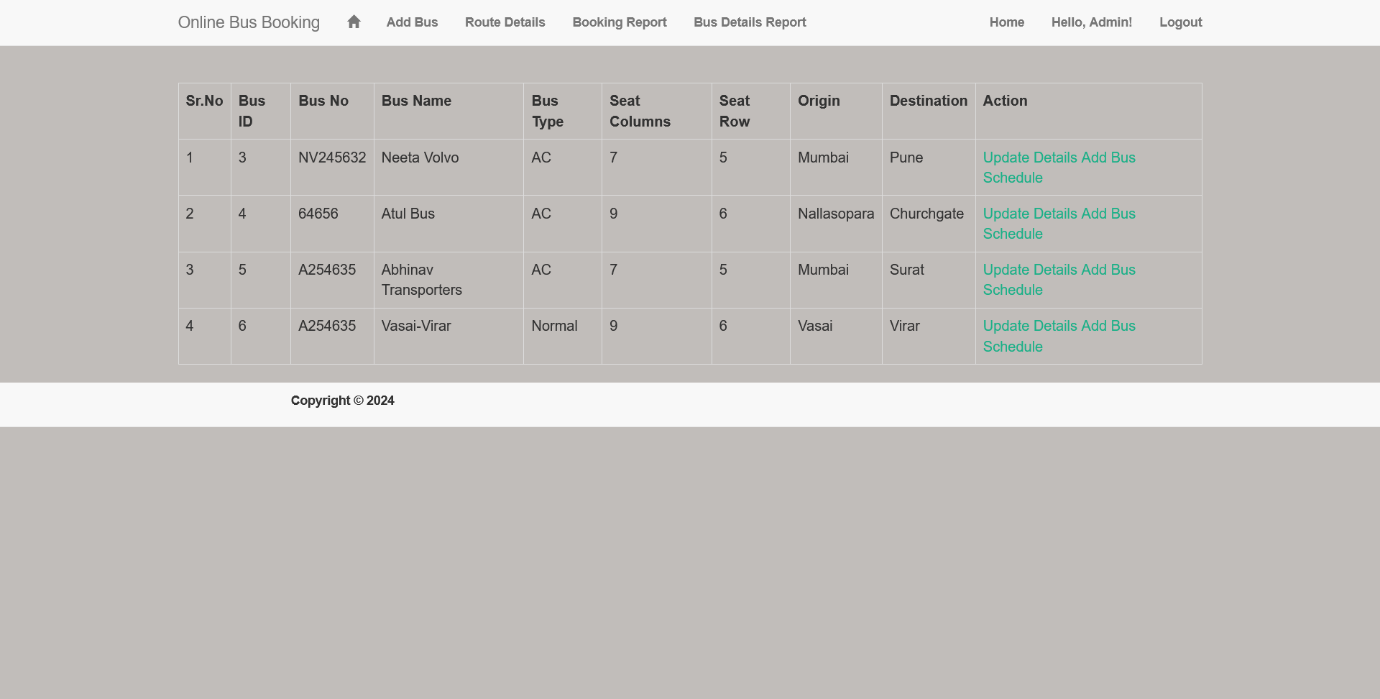 Online Bus Booking Add Bus Route Details Booking Report Bus Details Report Home Hello, Admin! Logout
Sr.No Bus ID Bus No Bus Name Bus Type Seat Columns Seat Row Origin Destination Action
1 3 NV245632 Neeta Volvo AC 7 5 Mumbai Pune Update Details Add Bus Schedule
2 4 64656 Atul Bus AC 9 6 Nallasopara Churchgate Update Details Add Bus Schedule
3 5 A254635 Abhinav Transporters AC 7 5 Mumbai Surat Update Details Add Bus Schedule
4 6 A254635 Vasai-Virar Normal 9 6 Vasai Virar Update Details Add Bus Schedule
Copyright © 2024